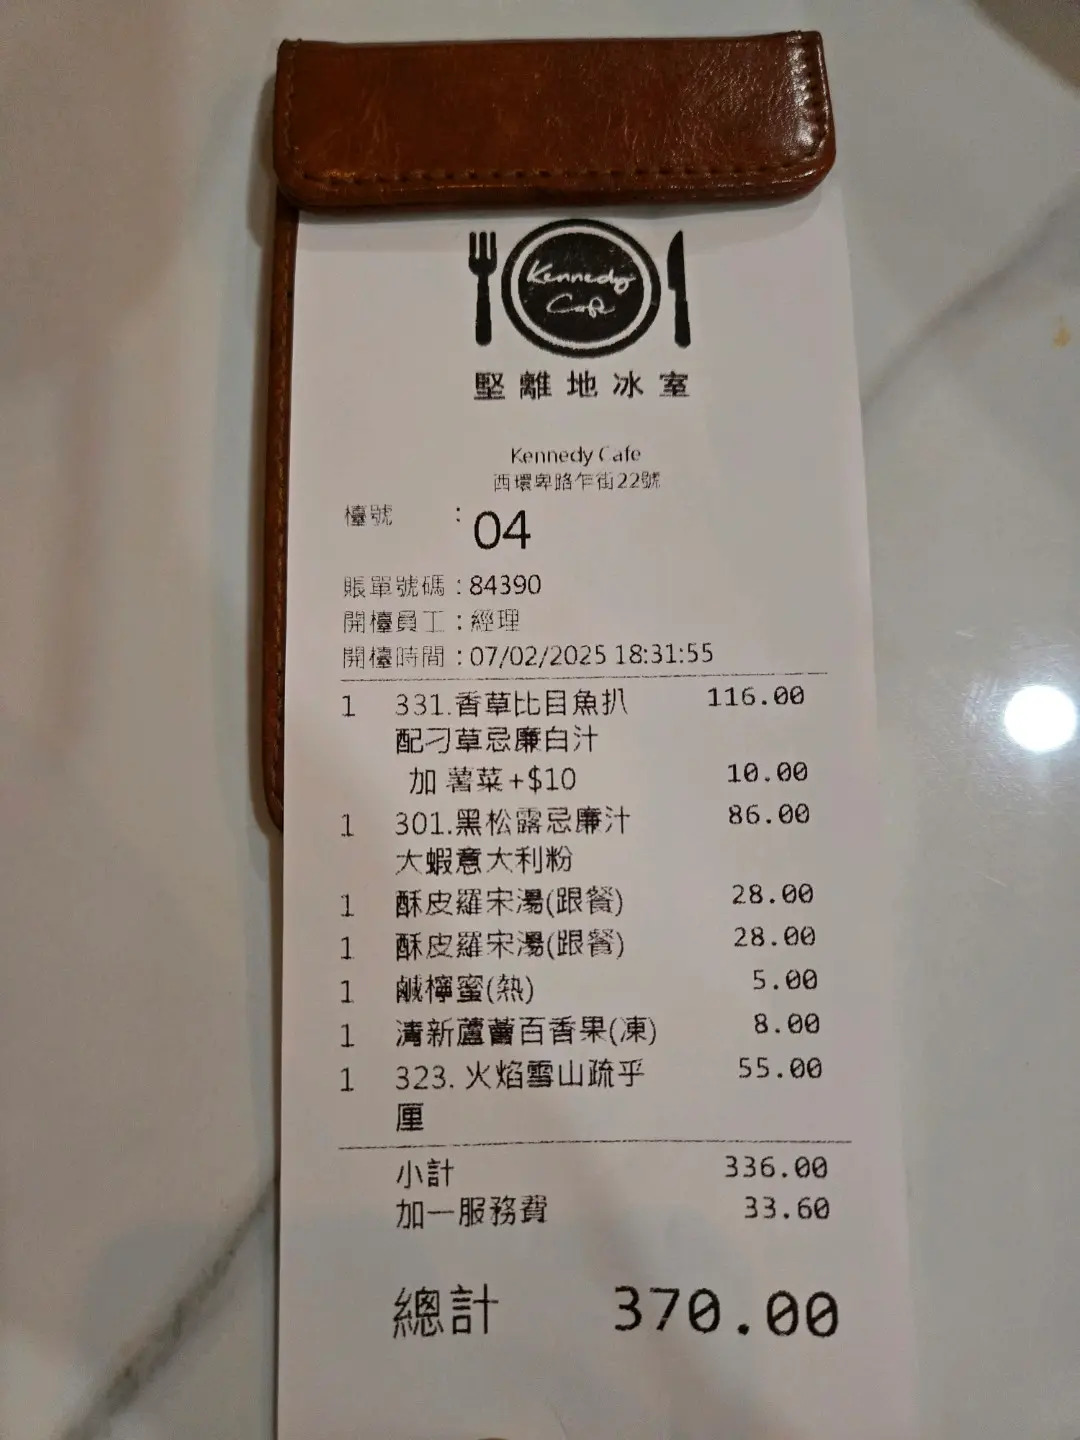 Kennedy
Cafe
堅離地冰室
Kennedy Cafe
西環卑路乍街22號
檯號 : 04
賬單號碼 : 84390
開檯員工 : 經理
開檯時間 : 07/02/2025 18:31:55
1 331.香草比目魚扒 116.00
配刁草忌廉白汁
加 薯菜+$10 10.00
1 301.黑松露忌廉汁 86.00
大蝦意大利粉
1 酥皮羅宋湯(跟餐) 28.00
1 酥皮羅宋湯(跟餐) 28.00
1 鹹檸蜜(熱) 5.00
1 清新蘆薈百香果(凍) 8.00
1 323. 火焰雪山疏乎 55.00
厘
小計 336.00
加一服務費 33.60
總計 370.00